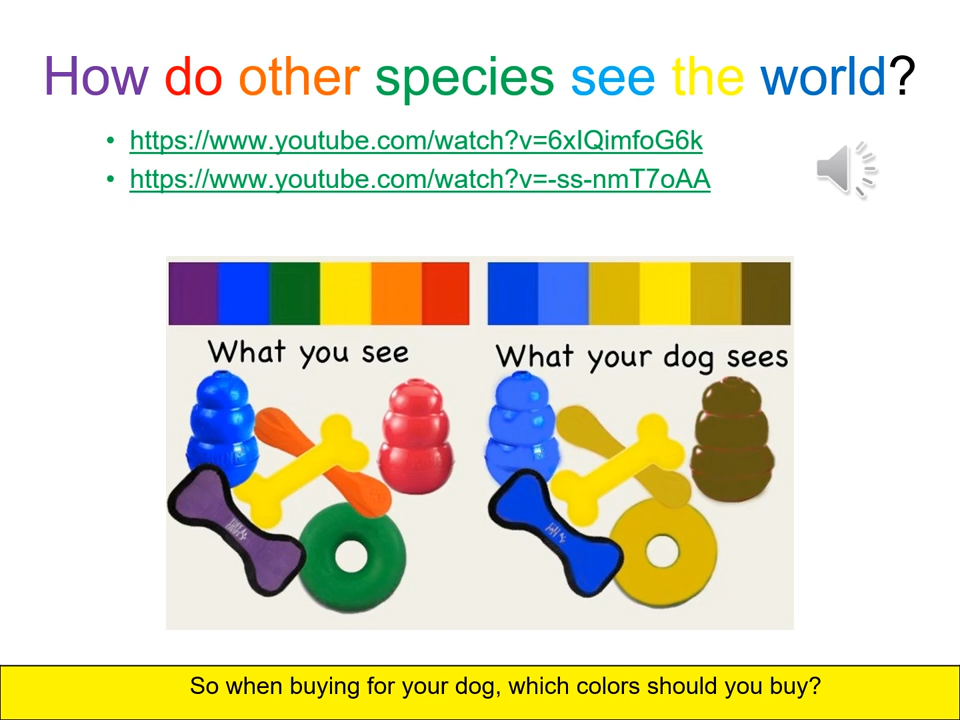 How do other species see the world?
• https://www.youtube.com/watch?v=6xIQimfoG6k
• https://www.youtube.com/watch?v=-ss-nmT7oAA
What you see
What your dog sees
So when buying for your dog, which colors should you buy?